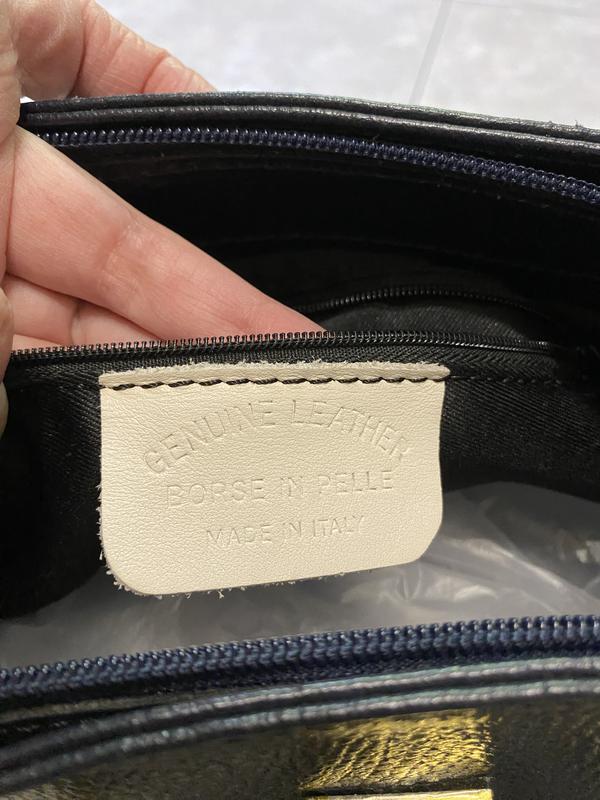 GENUINE LEATHER
BORSE IN PELLE
MADE IN ITALY